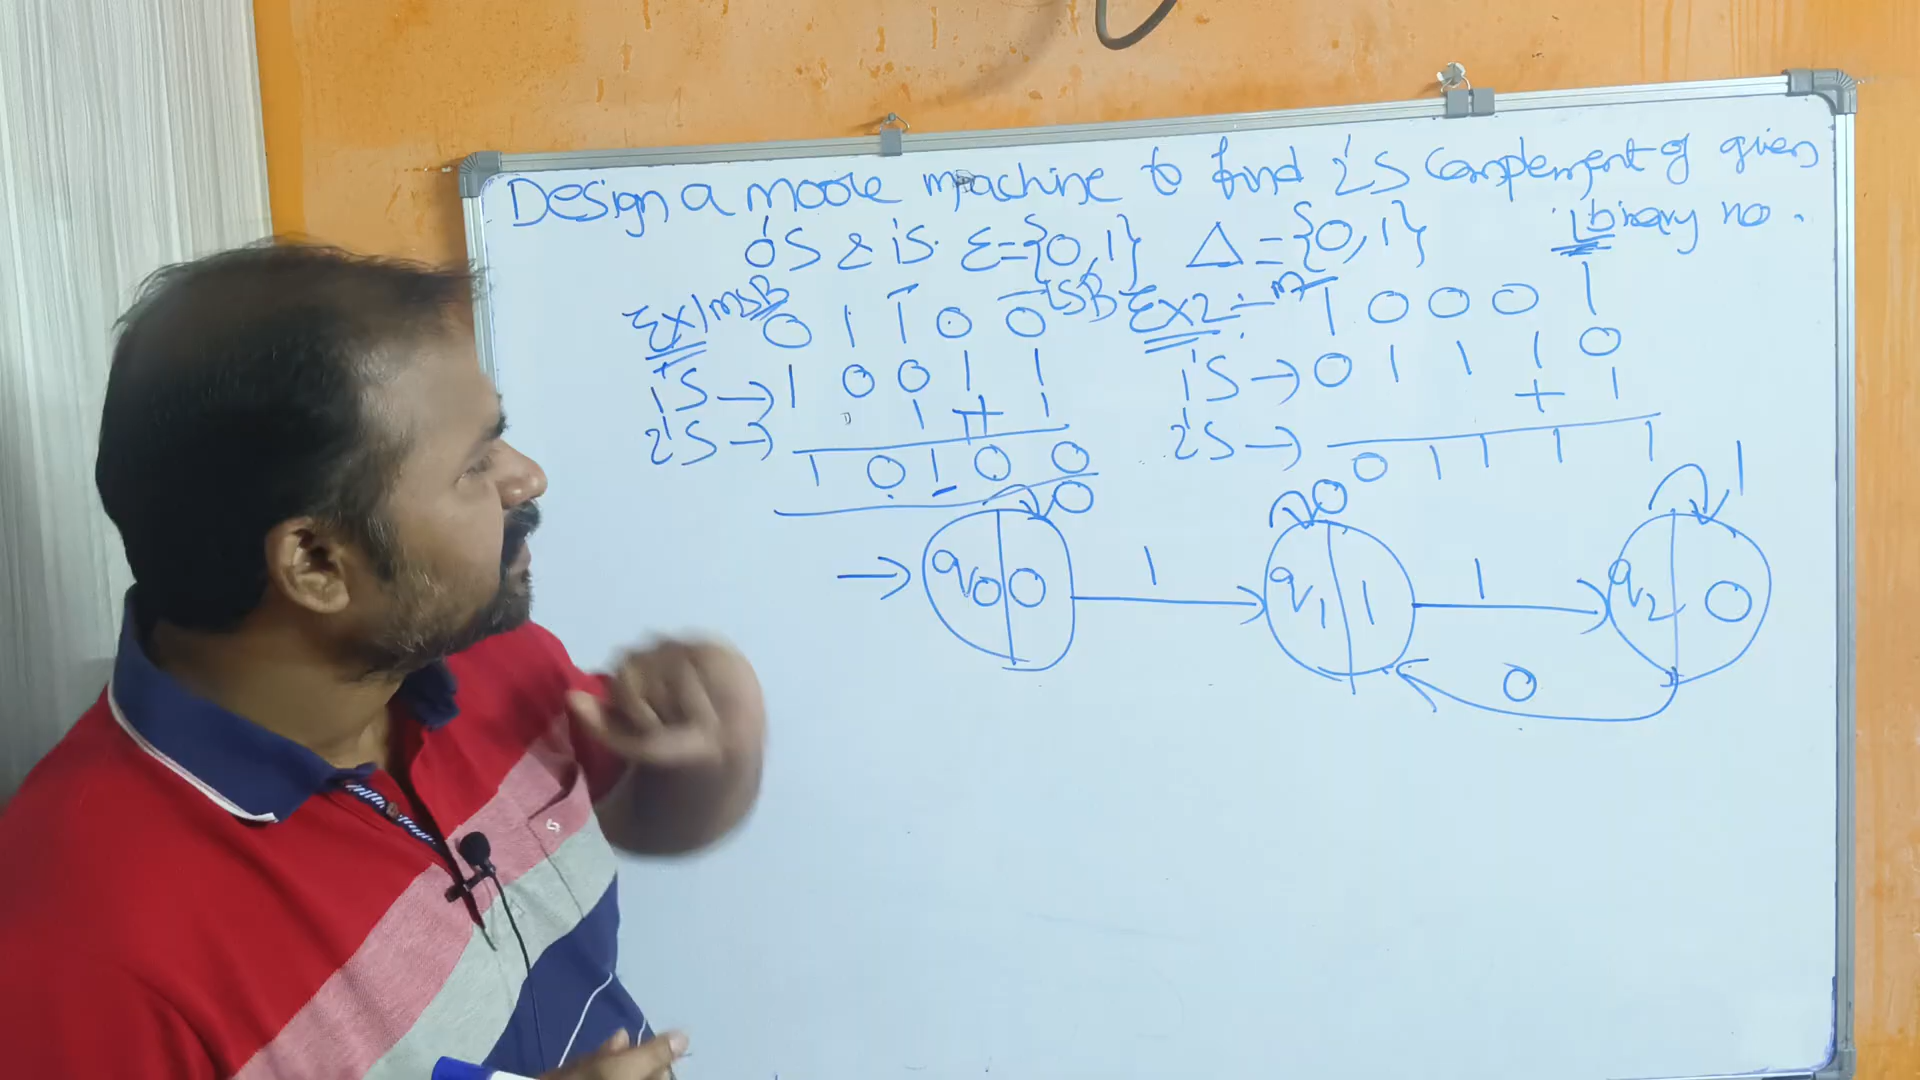 Design a moore machine to find 2's complement of given
0's & 1's. Σ={0,1} Δ={0,1} binary no.
Ex1 MSB 0 1 1 0 0 LSB
1's → 1 0 0 1 1
1 + 1
2's →
1 0 1 0 0
Ex2:- 1 0 0 0 1
1's → 0 1 1 1 0
+ 1
2's →
0 1 1 1 1
0 0 1
→ q0 0 1 q1 1 1 q2 0
0